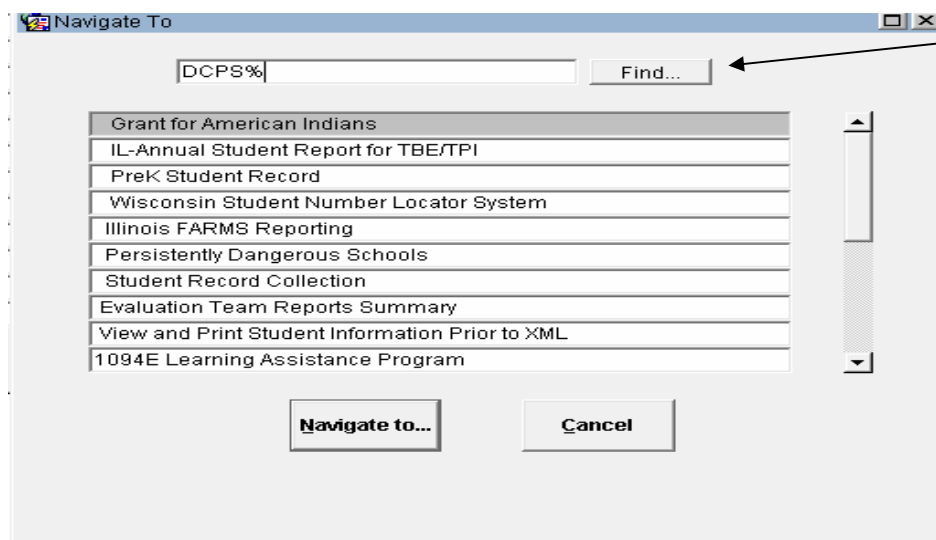 Navigate To
DCPS%
Find...
Grant for American Indians
IL-Annual Student Report for TBE/TPI
PreK Student Record
Wisconsin Student Number Locator System
Illinois FARMS Reporting
Persistently Dangerous Schools
Student Record Collection
Evaluation Team Reports Summary
View and Print Student Information Prior to XML
1094E Learning Assistance Program
Navigate to...
Cancel